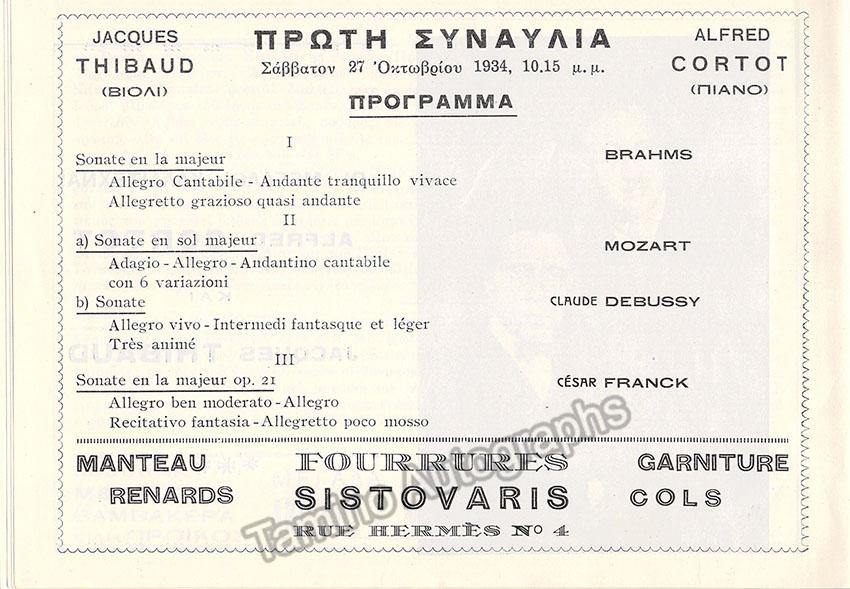 JACQUES
THIBAUD
(ΒΙΟΛΙ)
ΠΡΩΤΗ ΣΥΝΑΥΛΙΑ
Σάββατον 27 Ὀκτωβρίου 1934, 10.15 μ.μ.
ALFRED
CORTOT
(ΠΙΑΝΟ)
ΠΡΟΓΡΑΜΜΑ
I
Sonate en la majeur BRAHMS
Allegro Cantabile - Andante tranquillo vivace
Allegretto grazioso quasi andante
II
a) Sonate en sol majeur MOZART
Adagio - Allegro - Andantino cantabile
con 6 variazioni
b) Sonate CLAUDE DEBUSSY
Allegro vivo - Intermedi fantasque et léger
Très animé
III
Sonate en la majeur op. 21 CÉSAR FRANCK
Allegro ben moderato - Allegro
Recitativo fantasia - Allegretto poco mosso
MANTEAU FOURRURES GARNITURE
RENARDS SISTOVARIS COLS
RUE HERMÈS No 4
Tamino Autographs